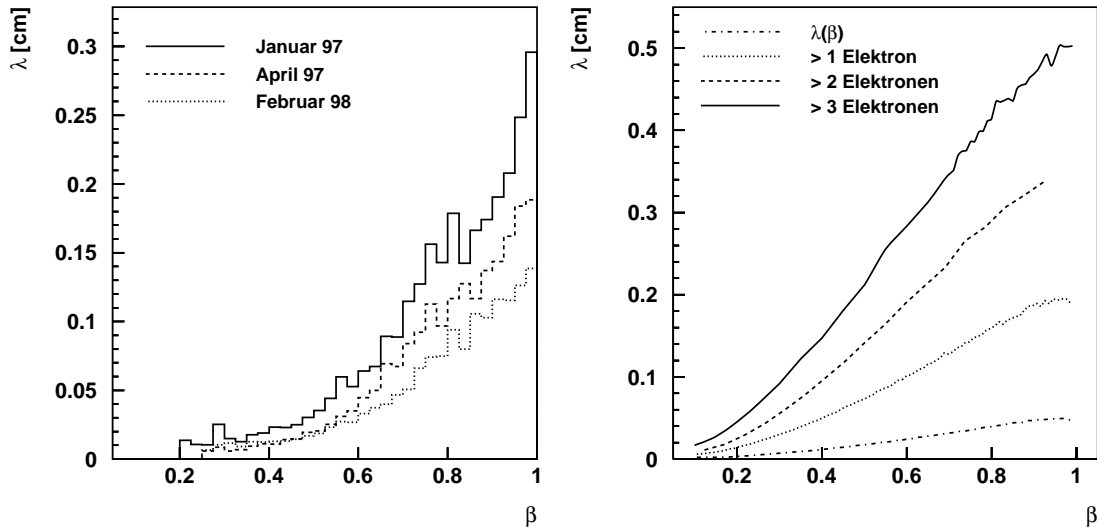 λ [cm]
0.3
0.25
0.2
0.15
0.1
0.05
0
Januar 97
April 97
Februar 98
0.2
0.4
0.6
0.8
1
β
λ [cm]
0.5
0.4
0.3
0.2
0.1
0
λ(β)
> 1 Elektron
> 2 Elektronen
> 3 Elektronen
0.2
0.4
0.6
0.8
1
β